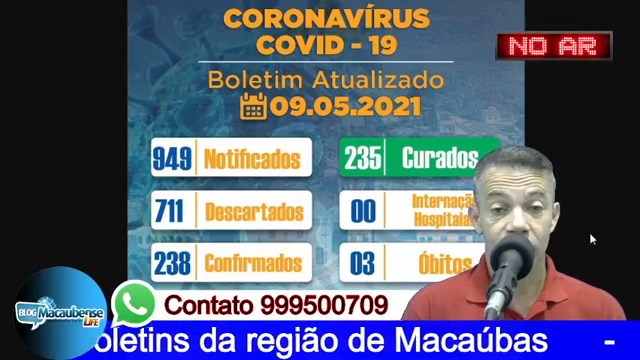 CORONAVÍRUS
COVID - 19
NO AR
Boletim Atualizado
09.05.2021
949 Notificados
235 Curados
711 Descartados
00 Internação
Hospitala
238 Confirmados
03 Óbitos
BLOG
Macaubense
LIFE
Contato 999500709
oletins da região de Macaúbas -